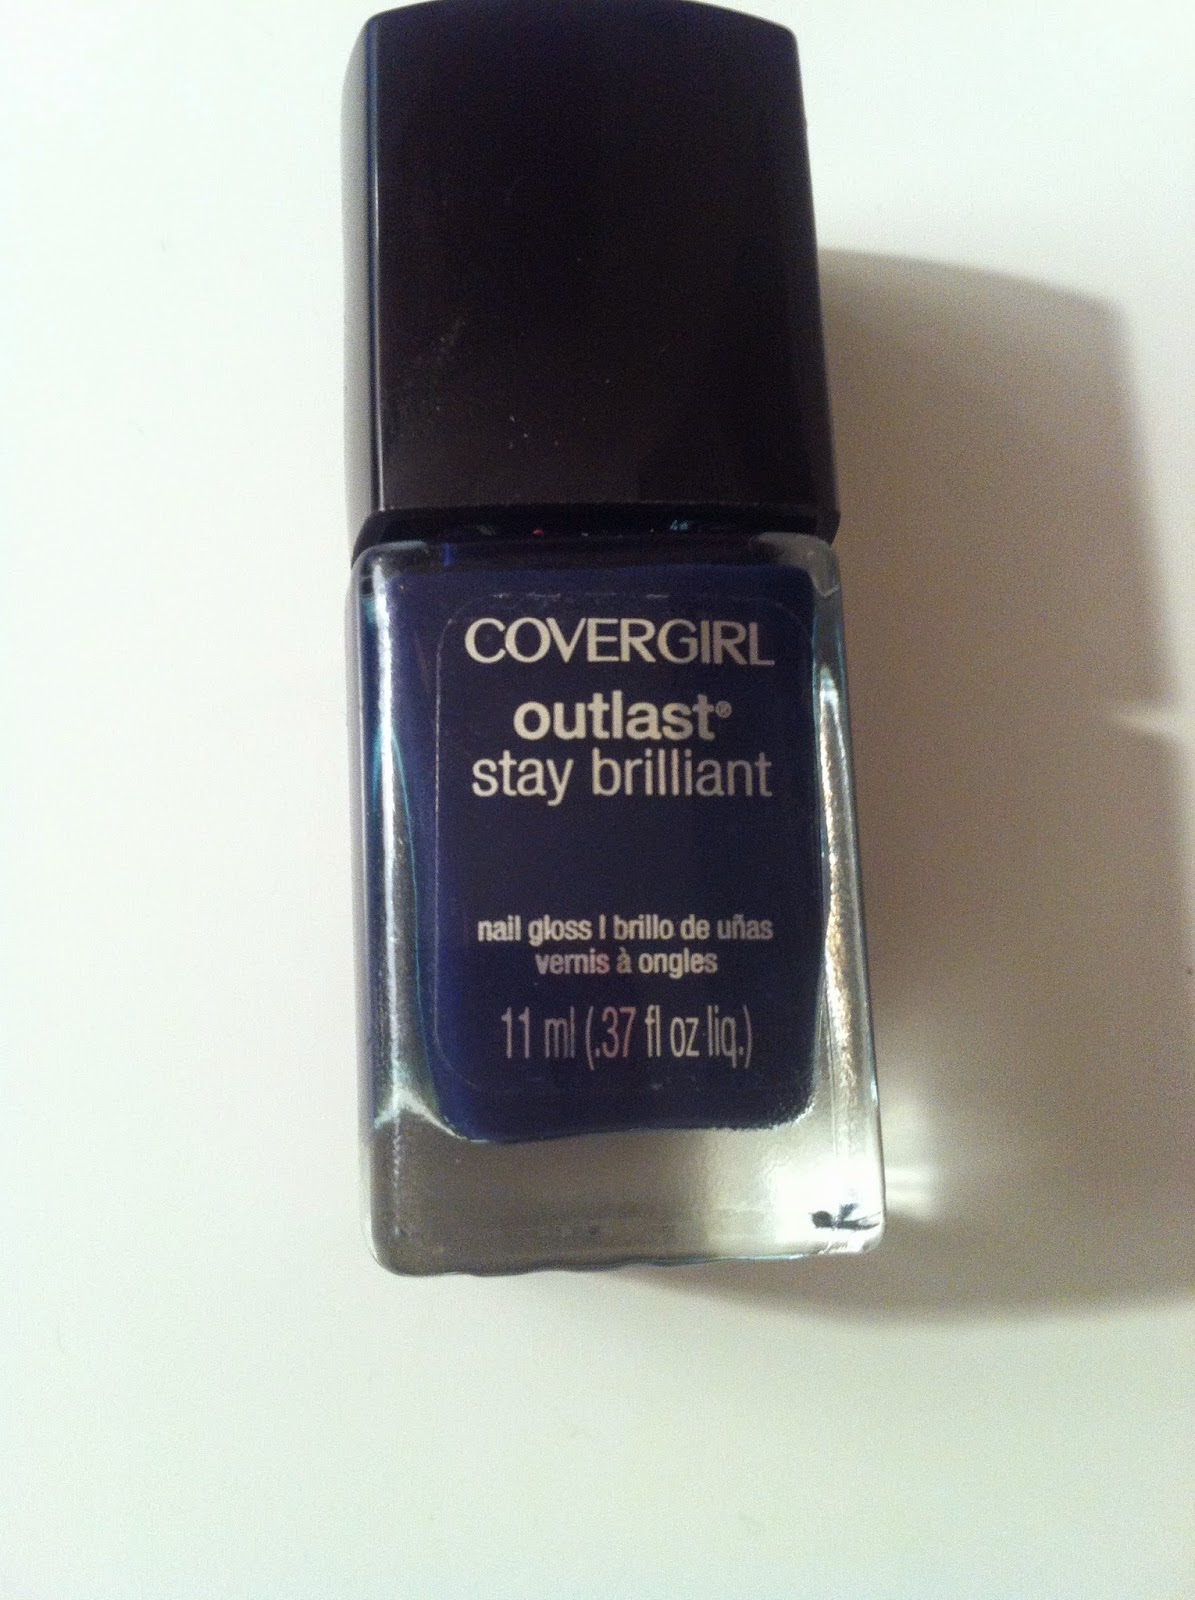 COVERGIRL
outlast®
stay brilliant
nail gloss | brillo de uñas
vernis à ongles
11 ml (.37 fl oz liq.)